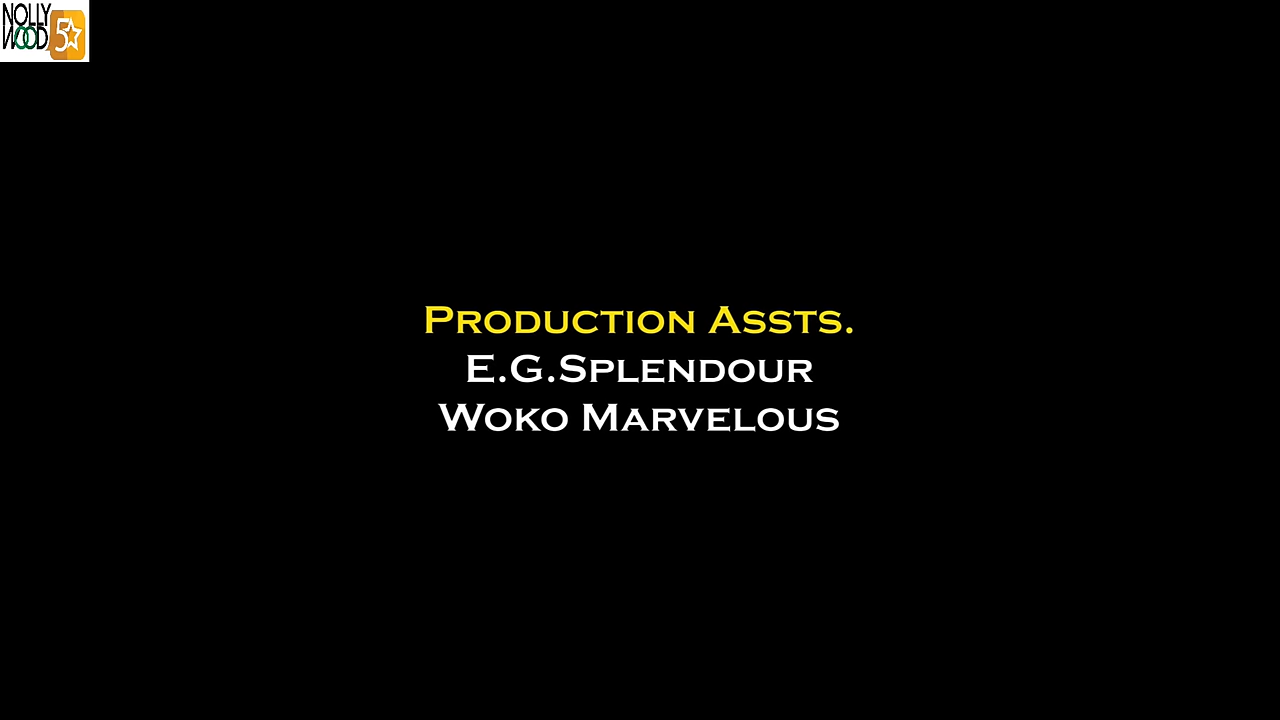 NOLLY
WOOD 5
Production Assts.
E.G.Splendour
Woko Marvelous